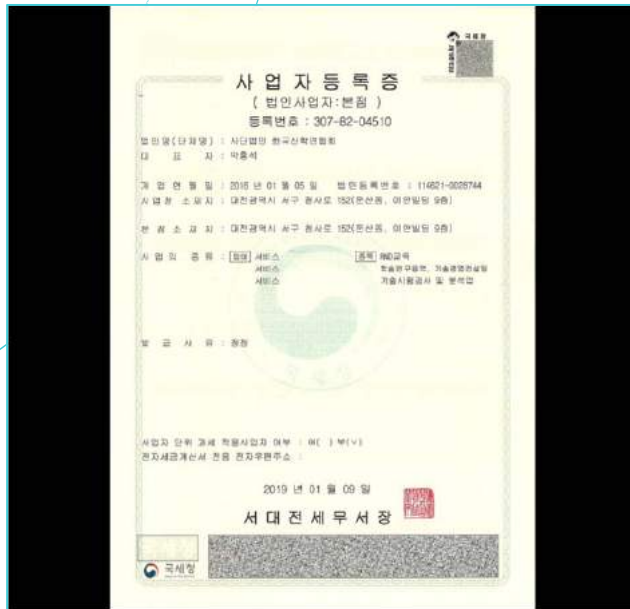 국세청
사업자등록증
( 법인사업자:본점 )
등록번호 : 307-82-04510
법인명(단체명) : 사단법인 한국산학연협회
대 표 자 : 박흥석
개 업 연 월 일 : 2016 년 01 월 05 일 법인등록번호 : 114621-0028744
사업장 소재지 : 대전광역시 서구 청사로 152(둔산동, 이안빌딩 9층)
본 점 소 재 지 : 대전광역시 서구 청사로 152(둔산동, 이안빌딩 9층)
사 업 의 종 류 : 업태 서비스 종목 R&D교육
서비스 학술연구용역, 기술경영컨설팅
서비스 기술시험검사 및 분석업
발 급 사 유 : 정정
사업자 단위 과세 적용사업자 여부 : 여( ) 부(∨)
전자세금계산서 전용 전자우편주소 :
2019 년 01 월 09 일
서대전세무서장
국세청